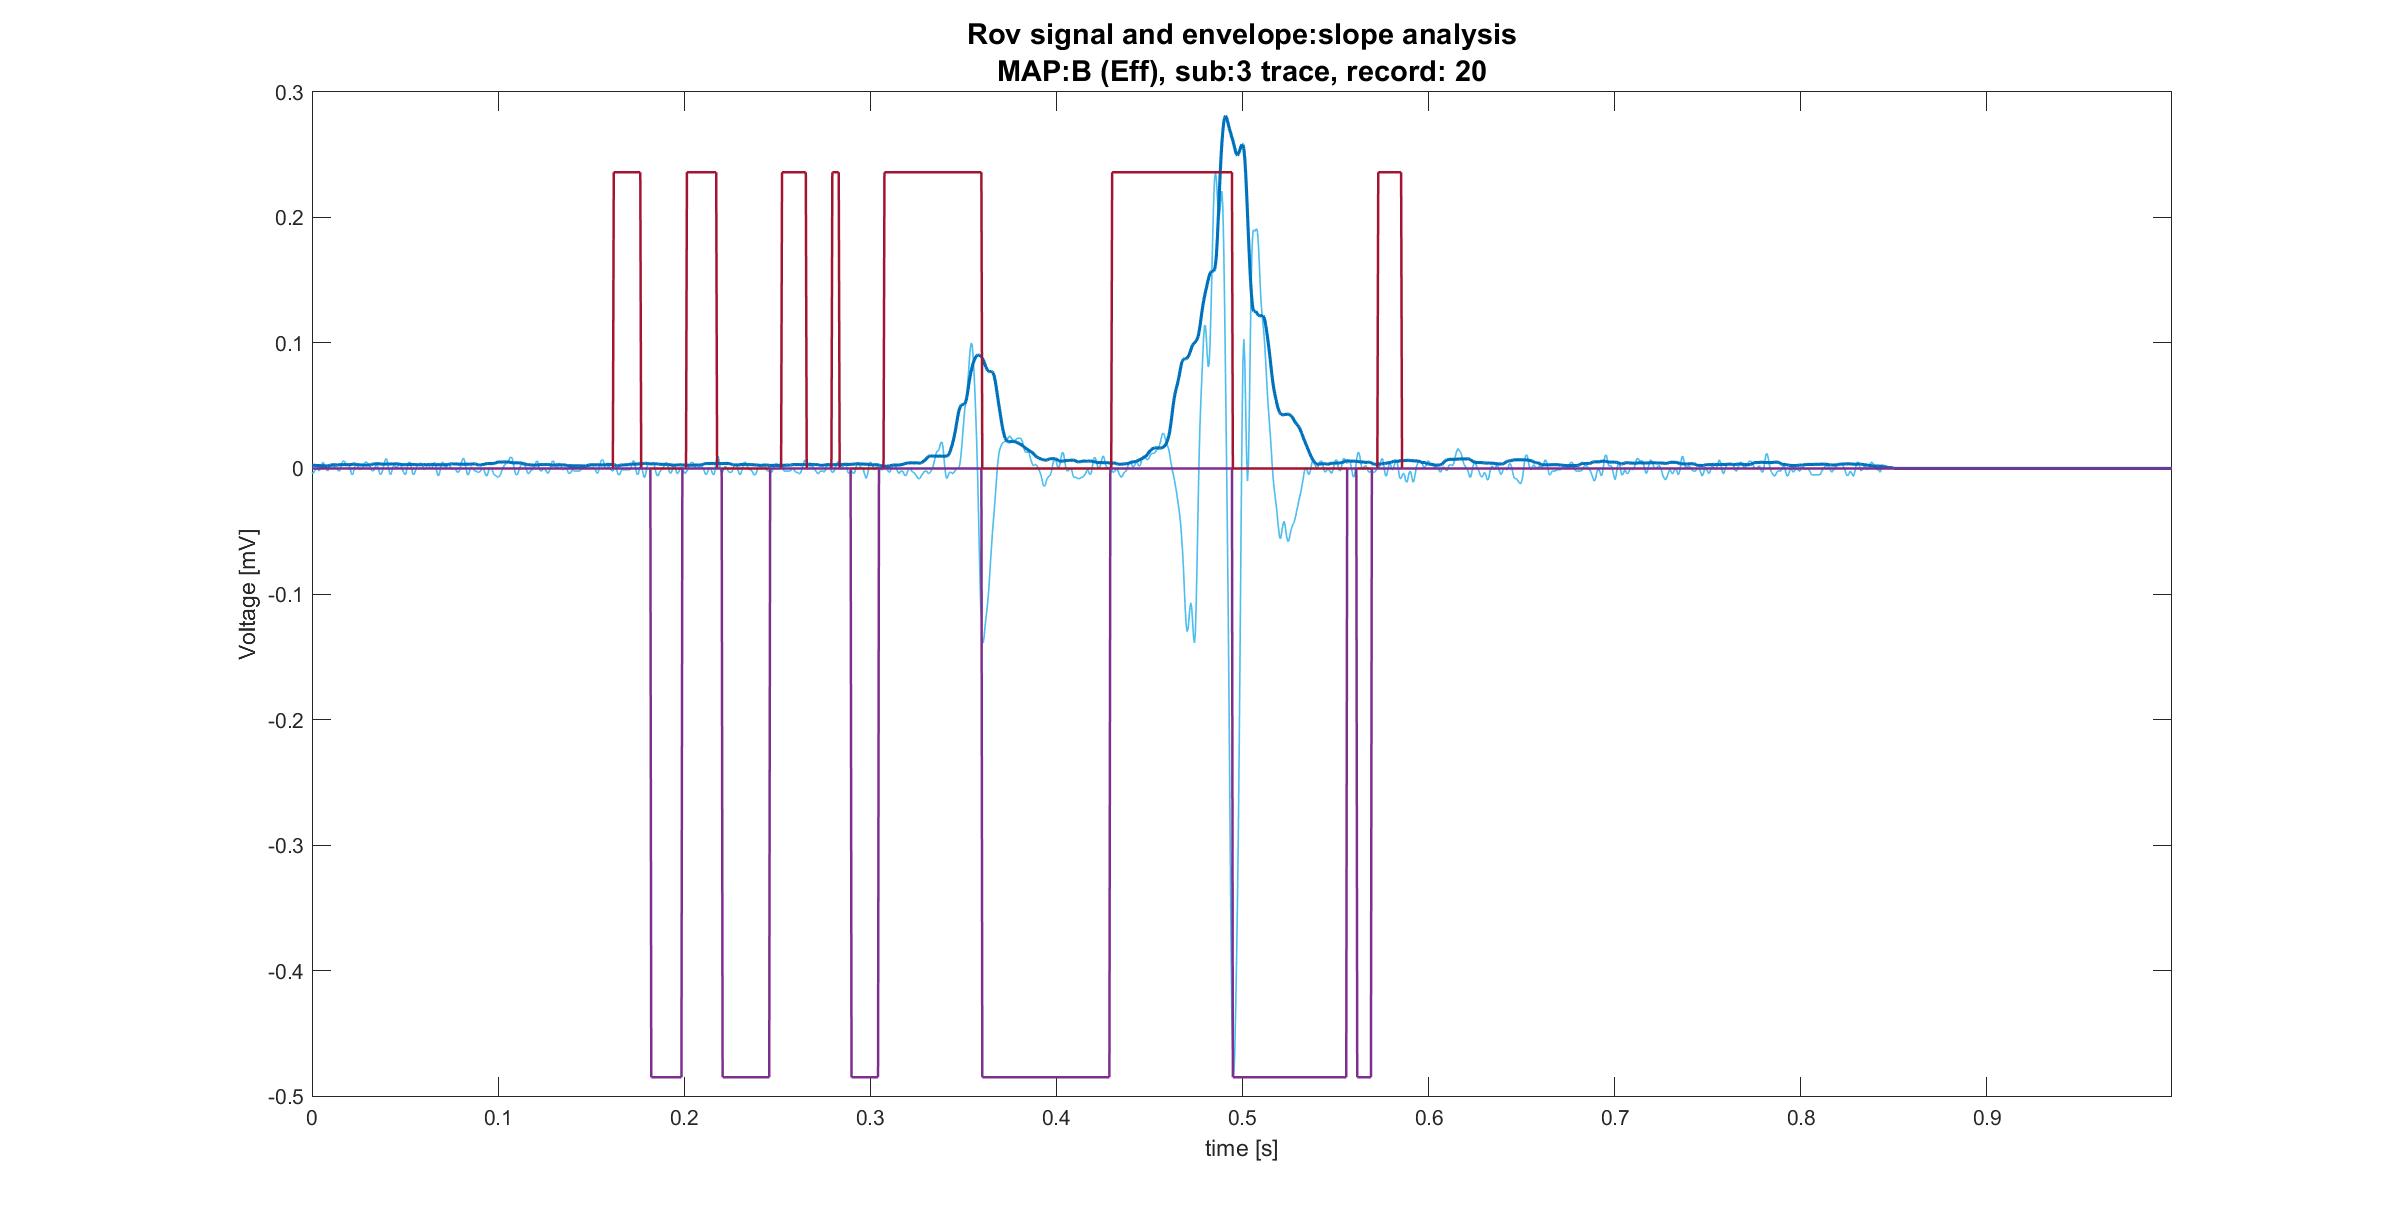 Rov signal and envelope:slope analysis
MAP:B (Eff), sub:3 trace, record: 20
0.3
0.2
0.1
0
-0.1
-0.2
-0.3
-0.4
-0.5
Voltage [mV]
0 0.1 0.2 0.3 0.4 0.5 0.6 0.7 0.8 0.9
time [s]